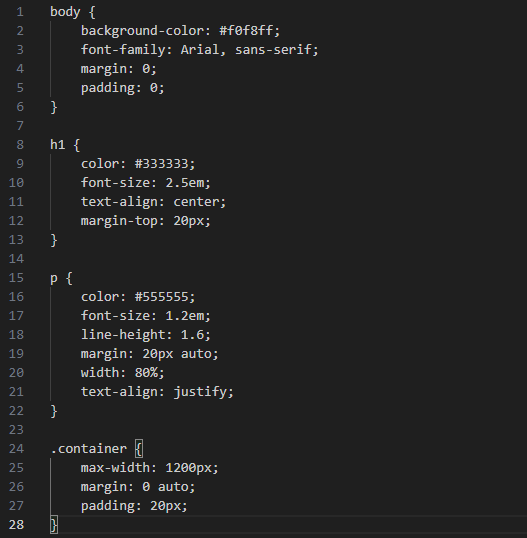 1 body {
2     background-color: #f0f8ff;
3     font-family: Arial, sans-serif;
4     margin: 0;
5     padding: 0;
6 }
7
8 h1 {
9     color: #333333;
10     font-size: 2.5em;
11     text-align: center;
12     margin-top: 20px;
13 }
14
15 p {
16     color: #555555;
17     font-size: 1.2em;
18     line-height: 1.6;
19     margin: 20px auto;
20     width: 80%;
21     text-align: justify;
22 }
23
24 .container {
25     max-width: 1200px;
26     margin: 0 auto;
27     padding: 20px;
28 }